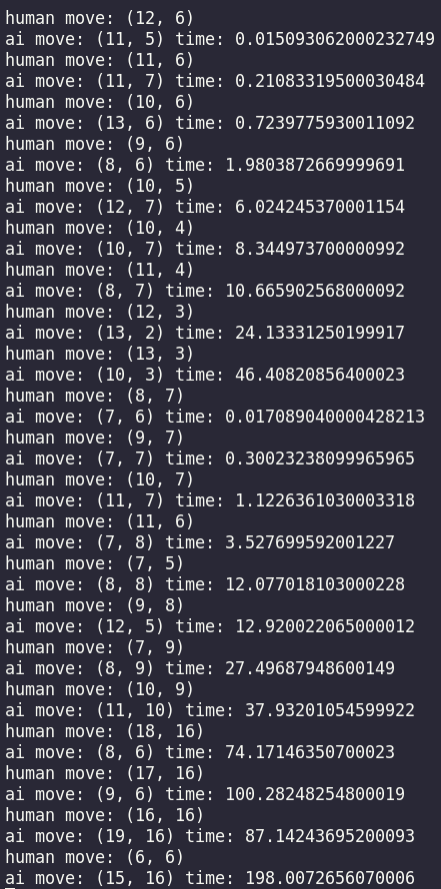 human move: (12, 6)
ai move: (11, 5) time: 0.015093062000232749
human move: (11, 6)
ai move: (11, 7) time: 0.21083319500030484
human move: (10, 6)
ai move: (13, 6) time: 0.7239775930011092
human move: (9, 6)
ai move: (8, 6) time: 1.9803872669999691
human move: (10, 5)
ai move: (12, 7) time: 6.024245370001154
human move: (10, 4)
ai move: (10, 7) time: 8.344973700000992
human move: (11, 4)
ai move: (8, 7) time: 10.665902568000092
human move: (12, 3)
ai move: (13, 2) time: 24.13331250199917
human move: (13, 3)
ai move: (10, 3) time: 46.40820856400023
human move: (8, 7)
ai move: (7, 6) time: 0.017089040000428213
human move: (9, 7)
ai move: (7, 7) time: 0.30023238099965965
human move: (10, 7)
ai move: (11, 7) time: 1.1226361030003318
human move: (11, 6)
ai move: (7, 8) time: 3.527699592001227
human move: (7, 5)
ai move: (8, 8) time: 12.077018103000228
human move: (9, 8)
ai move: (12, 5) time: 12.920022065000012
human move: (7, 9)
ai move: (8, 9) time: 27.49687948600149
human move: (10, 9)
ai move: (11, 10) time: 37.93201054599922
human move: (18, 16)
ai move: (8, 6) time: 74.17146350700023
human move: (17, 16)
ai move: (9, 6) time: 100.28248254800019
human move: (16, 16)
ai move: (19, 16) time: 87.14243695200093
human move: (6, 6)
ai move: (15, 16) time: 198.0072656070006